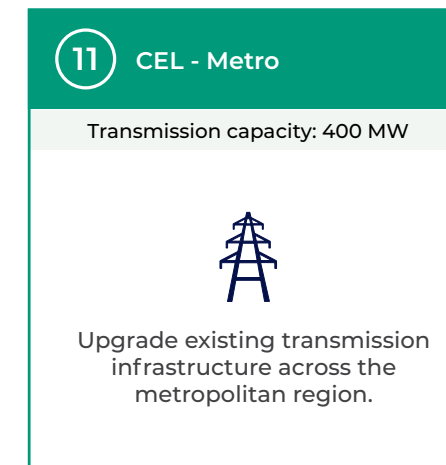 11 CEL - Metro
Transmission capacity: 400 MW
Upgrade existing transmission
infrastructure across the
metropolitan region.